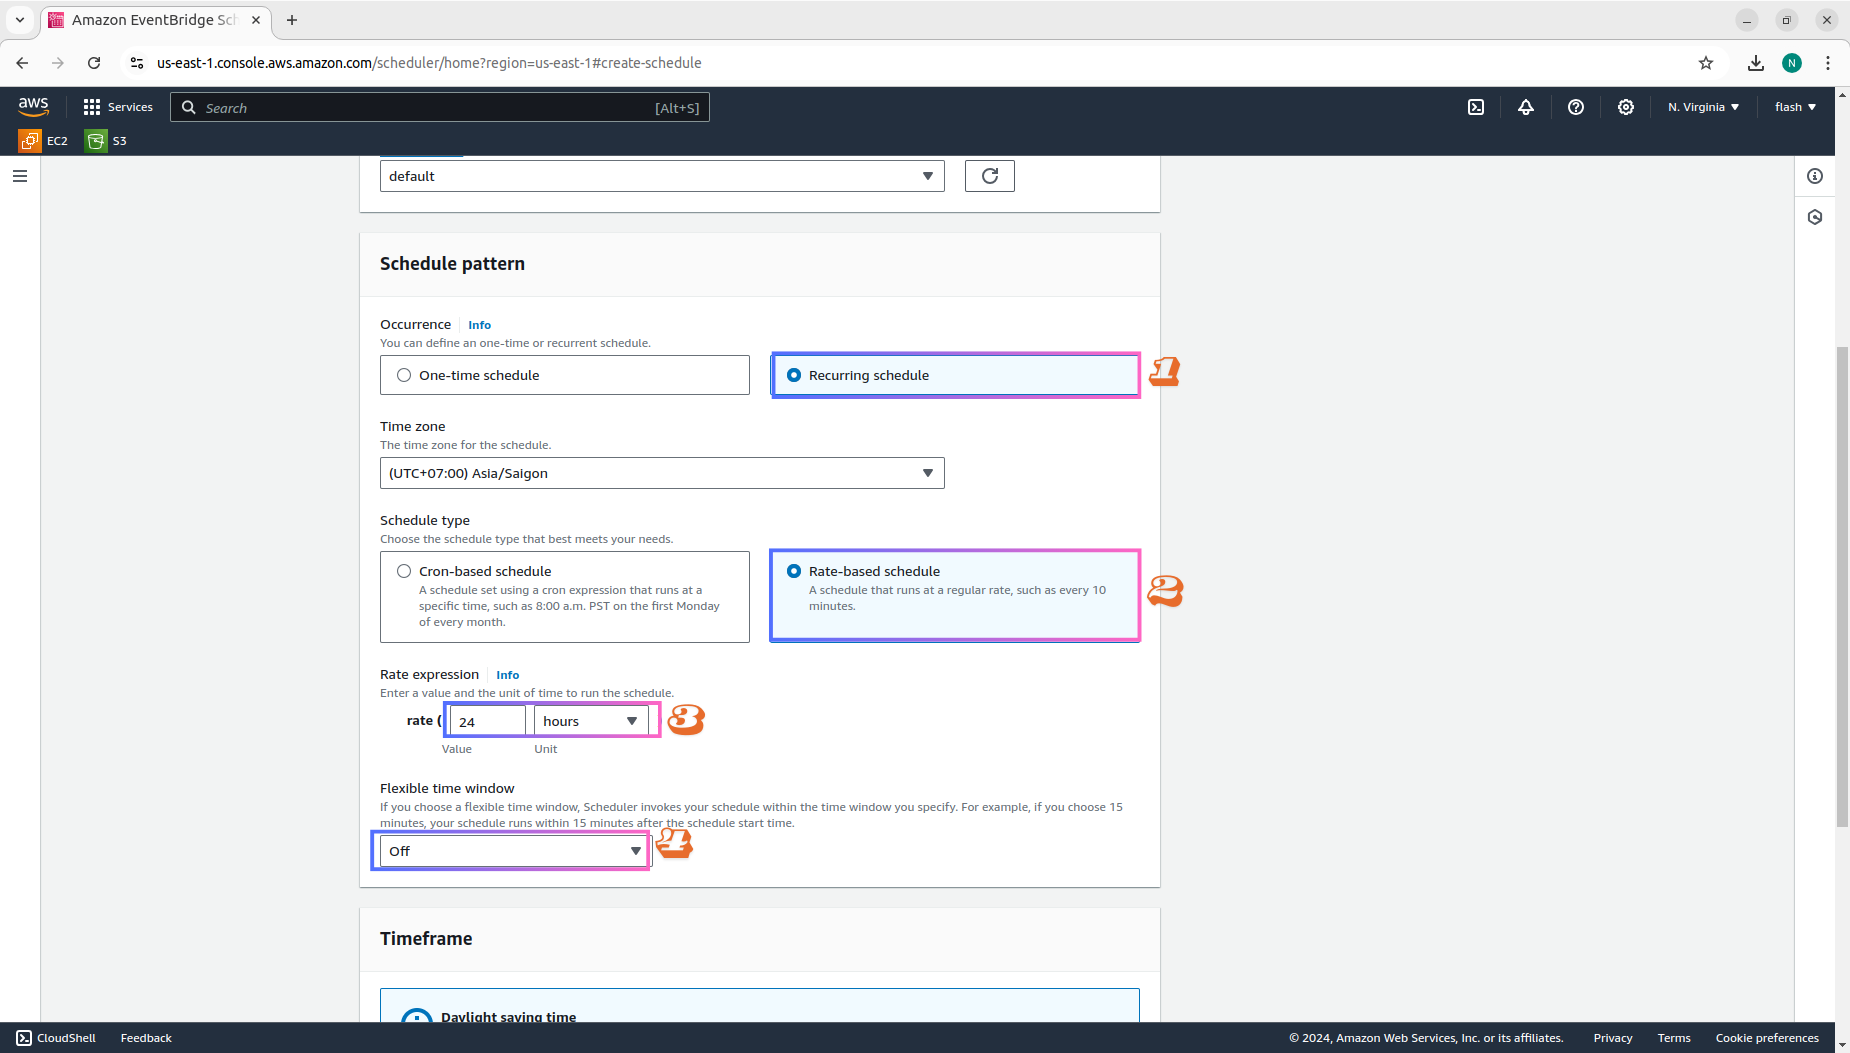 Amazon EventBridge Sch
us-east-1.console.aws.amazon.com/scheduler/home?region=us-east-1#create-schedule
N
aws
Services
Search
[Alt+S]
N. Virginia
flash
EC2
S3
default
Schedule pattern
Occurrence
Info
You can define an one-time or recurrent schedule.
One-time schedule
Recurring schedule
1
Time zone
The time zone for the schedule.
(UTC+07:00) Asia/Saigon
Schedule type
Choose the schedule type that best meets your needs.
Cron-based schedule
A schedule set using a cron expression that runs at a
specific time, such as 8:00 a.m. PST on the first Monday
of every month.
Rate-based schedule
A schedule that runs at a regular rate, such as every 10
minutes.
2
Rate expression
Info
Enter a value and the unit of time to run the schedule.
rate (
24
hours
3
Value
Unit
Flexible time window
If you choose a flexible time window, Scheduler invokes your schedule within the time window you specify. For example, if you choose 15
minutes, your schedule runs within 15 minutes after the schedule start time.
Off
4
Timeframe
Daylight saving time
CloudShell
Feedback
© 2024, Amazon Web Services, Inc. or its affiliates.
Privacy
Terms
Cookie preferences